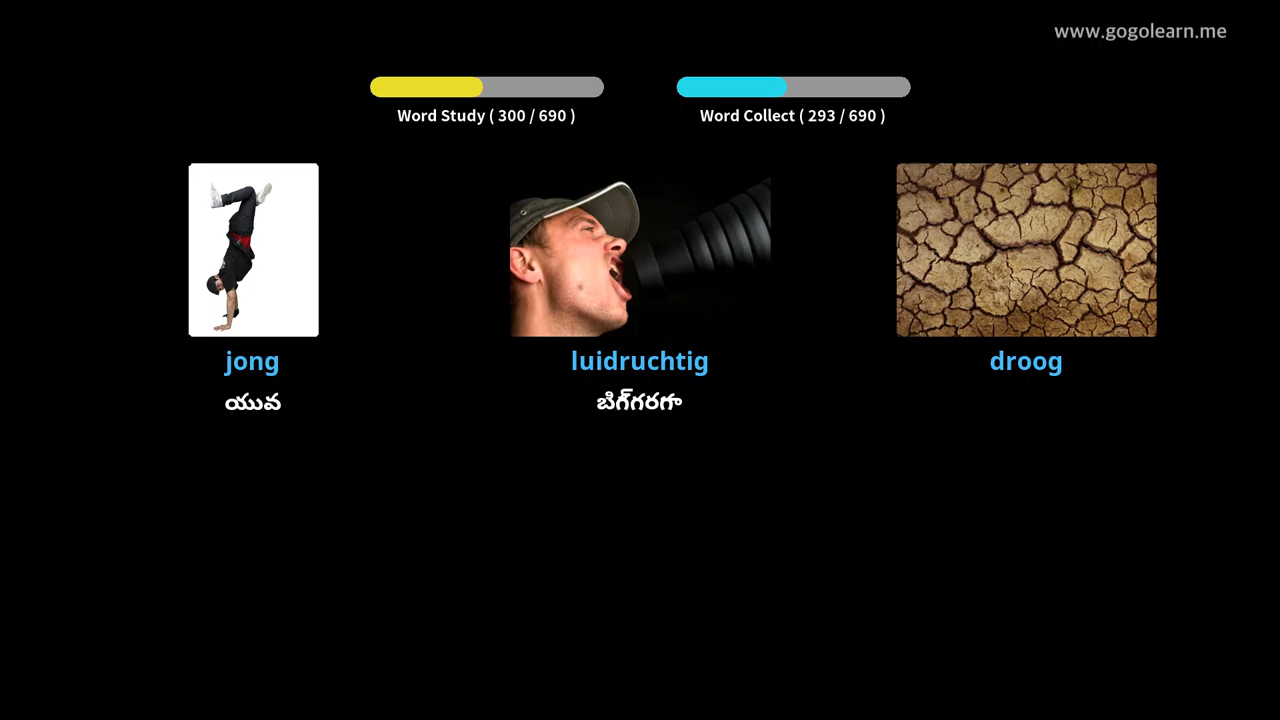 www.gogolearn.me
Word Study ( 300 / 690 )
Word Collect ( 293 / 690 )
jong
luidruchtig
droog
యువ
బిగ్‌గరగా